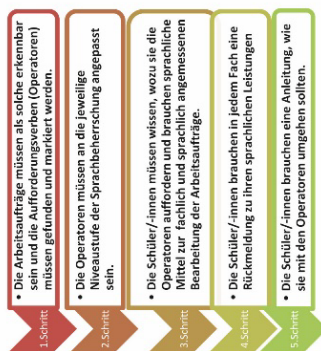 1.Schritt
• Die Arbeitsaufträge müssen als solche erkennbar
sein und die Aufforderungsverben (Operatoren)
müssen gefunden und markiert werden.
2.Schritt
• Die Operatoren müssen an die jeweilige
Niveaustufe der Sprachbeherrschung angepasst
sein.
3.Schritt
• Die Schüler/-innen müssen wissen, wozu sie die
Operatoren auffordern und brauchen sprachliche
Mittel zur fachlich und sprachlich angemessenen
Bearbeitung der Arbeitsaufträge.
4.Schritt
• Die Schüler/-innen brauchen in jedem Fach eine
Rückmeldung zu ihren sprachlichen Leistungen
5.Schritt
• Die Schüler/-innen brauchen eine Anleitung, wie
sie mit den Operatoren umgehen sollten.